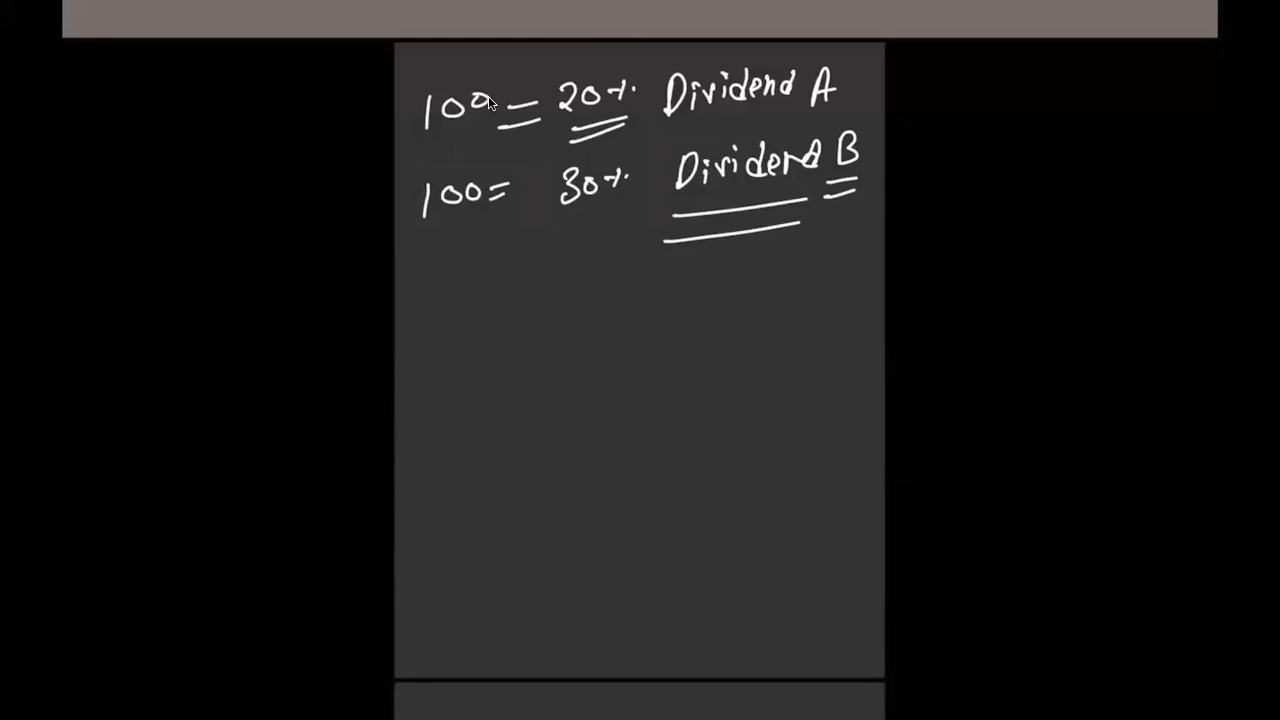 100 = 20% Dividend A
100 = 30% Dividend B